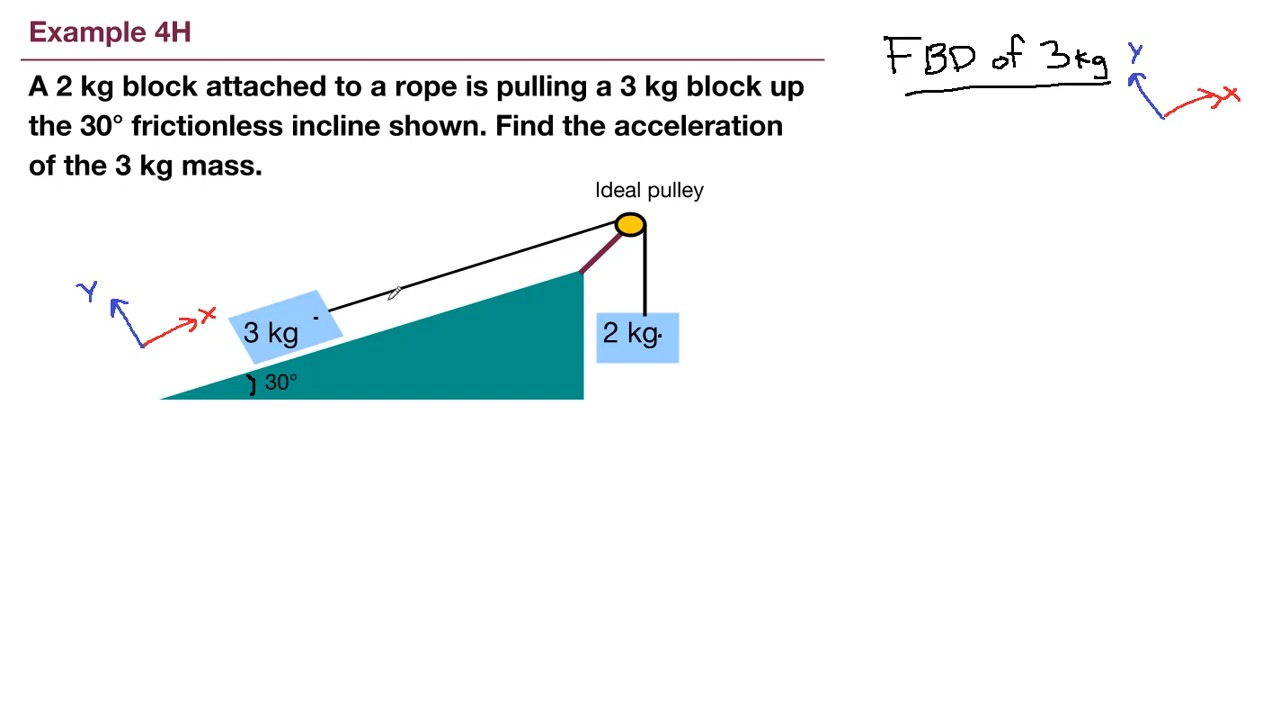 Example 4H
A 2 kg block attached to a rope is pulling a 3 kg block up
the 30° frictionless incline shown. Find the acceleration
of the 3 kg mass.
FBD of 3kg
Y
X
Ideal pulley
Y
X
3 kg
2 kg
30°